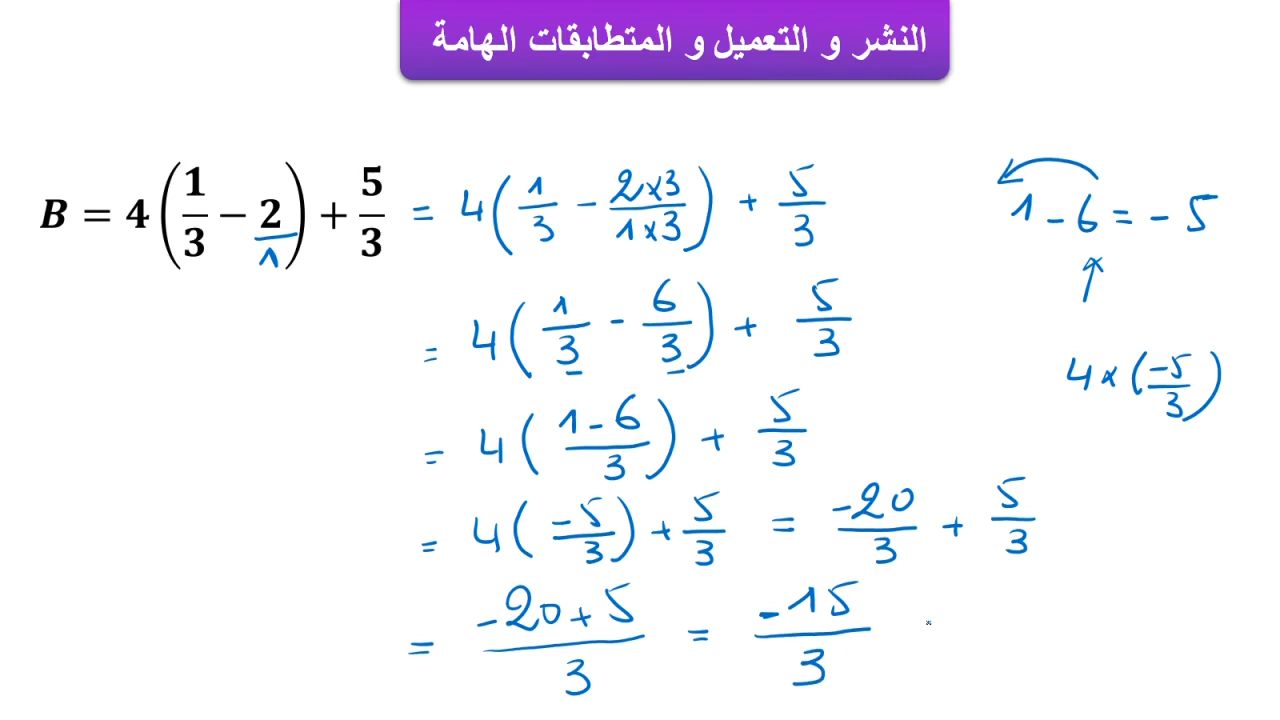 النشر و التعميل و المتطابقات الهامة
B = 4(1/3 − 2/1) + 5/3 = 4(1/3 − 2×3/1×3) + 5/3
= 4(1/3 − 6/3) + 5/3
= 4(1−6/3) + 5/3
= 4(−5/3) + 5/3 = −20/3 + 5/3
= −20+5/3 = −15/3
1 − 6 = −5
4×(−5/3)